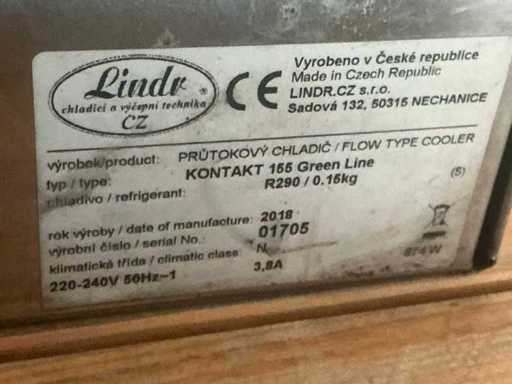 Lindr ®
chladicí a výčepní technika
CZ
CE
Vyrobeno v České republice
Made in Czech Republic
LINDR.CZ s.r.o.
Sadová 132, 50315 NECHANICE
výrobek/product: PRŮTOKOVÝ CHLADIČ / FLOW TYPE COOLER
typ / type: KONTAKT 155 Green Line
chladivo / refrigerant: R290 / 0.15kg (5)
rok výroby / date of manufacture: 2018
výrobní číslo / serial No.: 01705
klimatická třída / climatic class: N
220-240V 50Hz~1 3,8A 874W